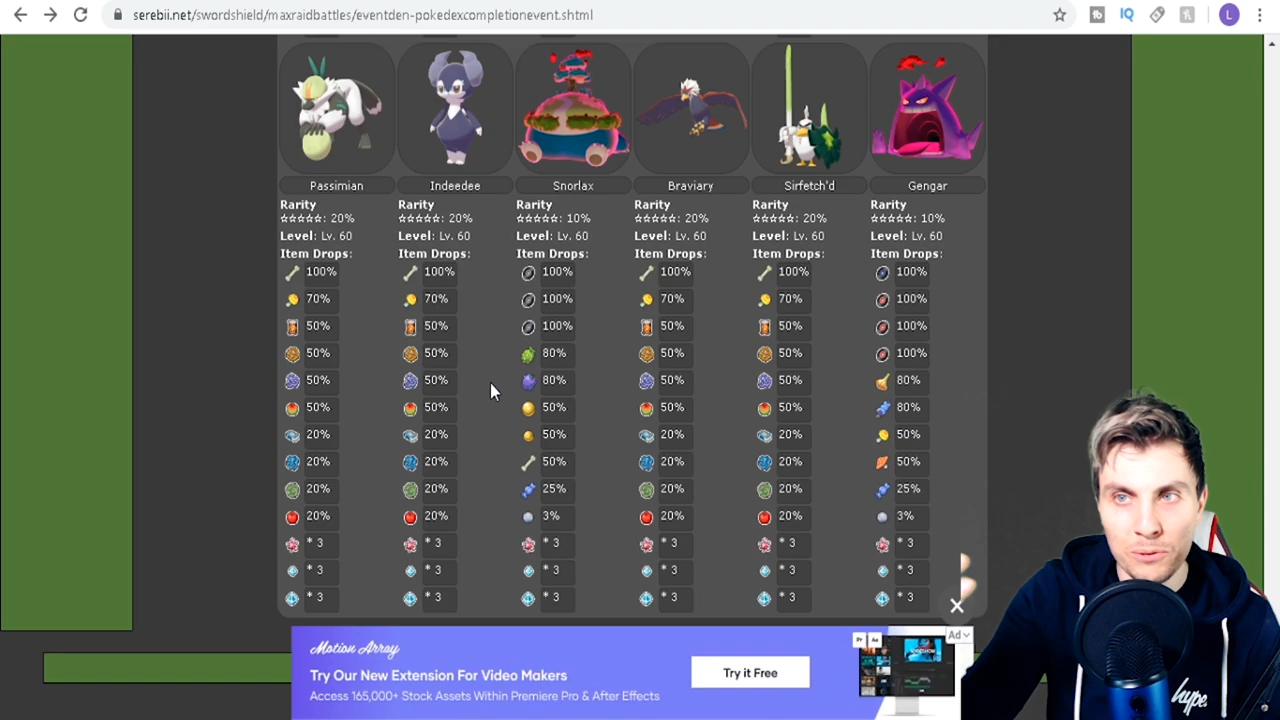 serebii.net/swordshield/maxraidbattles/eventden-pokedexcompletionevent.shtml
L
Passimian Indeedee Snorlax Braviary Sirfetch'd Gengar
Rarity Rarity Rarity Rarity Rarity Rarity
☆☆☆☆☆: 20% ☆☆☆☆☆: 20% ☆☆☆☆☆: 10% ☆☆☆☆☆: 20% ☆☆☆☆☆: 20% ☆☆☆☆☆: 10%
Level: Lv. 60 Level: Lv. 60 Level: Lv. 60 Level: Lv. 60 Level: Lv. 60 Level: Lv. 60
Item Drops: Item Drops: Item Drops: Item Drops: Item Drops: Item Drops:
100% 100% 100% 100% 100% 100%
70% 70% 100% 70% 70% 100%
50% 50% 100% 50% 50% 100%
50% 50% 80% 50% 50% 100%
50% 50% 80% 50% 50% 80%
50% 50% 50% 50% 50% 80%
20% 20% 50% 20% 20% 50%
20% 20% 50% 20% 20% 50%
20% 20% 25% 20% 20% 25%
20% 20% 3% 20% 20% 3%
* 3 * 3 * 3 * 3 * 3 * 3
* 3 * 3 * 3 * 3 * 3 * 3
* 3 * 3 * 3 * 3 * 3 * 3
Motion Array
Try Our New Extension For Video Makers
Access 165,000+ Stock Assets Within Premiere Pro & After Effects
Try it Free
Pr Ae
Ad
hype.